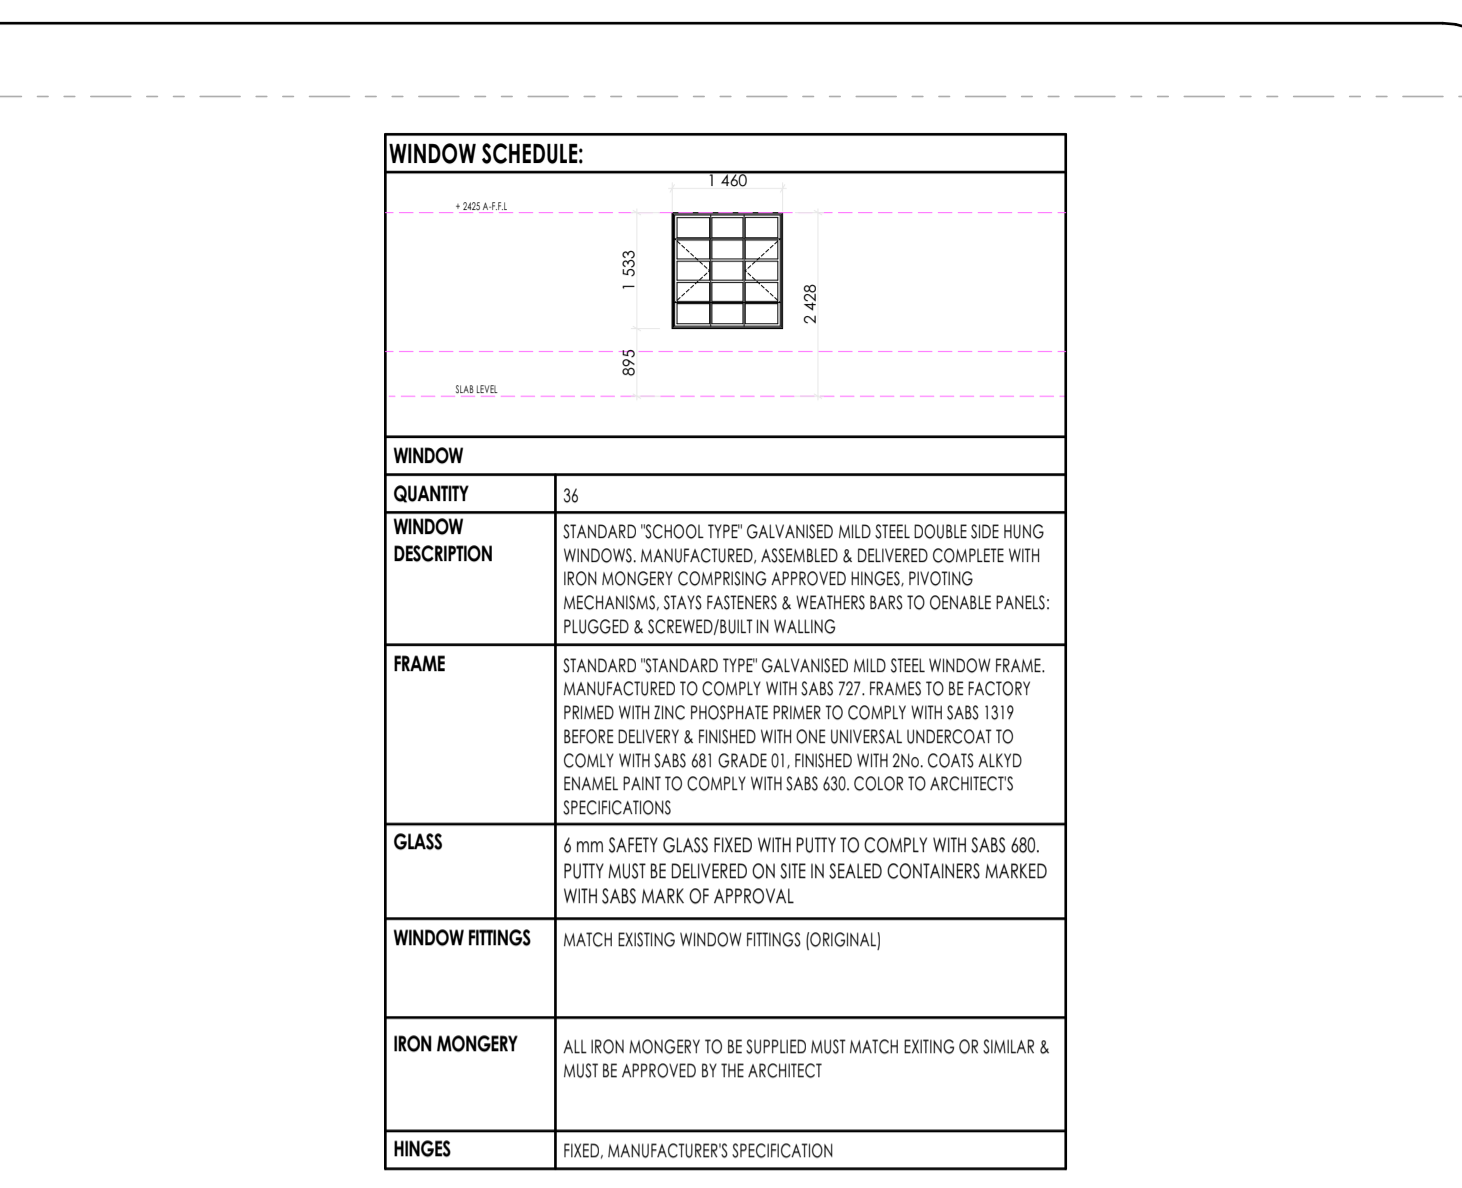 WINDOW SCHEDULE:
1 460
+ 2425 A-F.F.L
1 533
2 428
895
SLAB LEVEL
WINDOW
QUANTITY
36
WINDOW
DESCRIPTION
STANDARD "SCHOOL TYPE" GALVANISED MILD STEEL DOUBLE SIDE HUNG
WINDOWS. MANUFACTURED, ASSEMBLED & DELIVERED COMPLETE WITH
IRON MONGERY COMPRISING APPROVED HINGES, PIVOTING
MECHANISMS, STAYS FASTENERS & WEATHERS BARS TO OENABLE PANELS:
PLUGGED & SCREWED/BUILT IN WALLING
FRAME
STANDARD "STANDARD TYPE" GALVANISED MILD STEEL WINDOW FRAME.
MANUFACTURED TO COMPLY WITH SABS 727. FRAMES TO BE FACTORY
PRIMED WITH ZINC PHOSPHATE PRIMER TO COMPLY WITH SABS 1319
BEFORE DELIVERY & FINISHED WITH ONE UNIVERSAL UNDERCOAT TO
COMLY WITH SABS 681 GRADE 01, FINISHED WITH 2No. COATS ALKYD
ENAMEL PAINT TO COMPLY WITH SABS 630. COLOR TO ARCHITECT'S
SPECIFICATIONS
GLASS
6 mm SAFETY GLASS FIXED WITH PUTTY TO COMPLY WITH SABS 680.
PUTTY MUST BE DELIVERED ON SITE IN SEALED CONTAINERS MARKED
WITH SABS MARK OF APPROVAL
WINDOW FITTINGS
MATCH EXISTING WINDOW FITTINGS (ORIGINAL)
IRON MONGERY
ALL IRON MONGERY TO BE SUPPLIED MUST MATCH EXITING OR SIMILAR &
MUST BE APPROVED BY THE ARCHITECT
HINGES
FIXED, MANUFACTURER'S SPECIFICATION